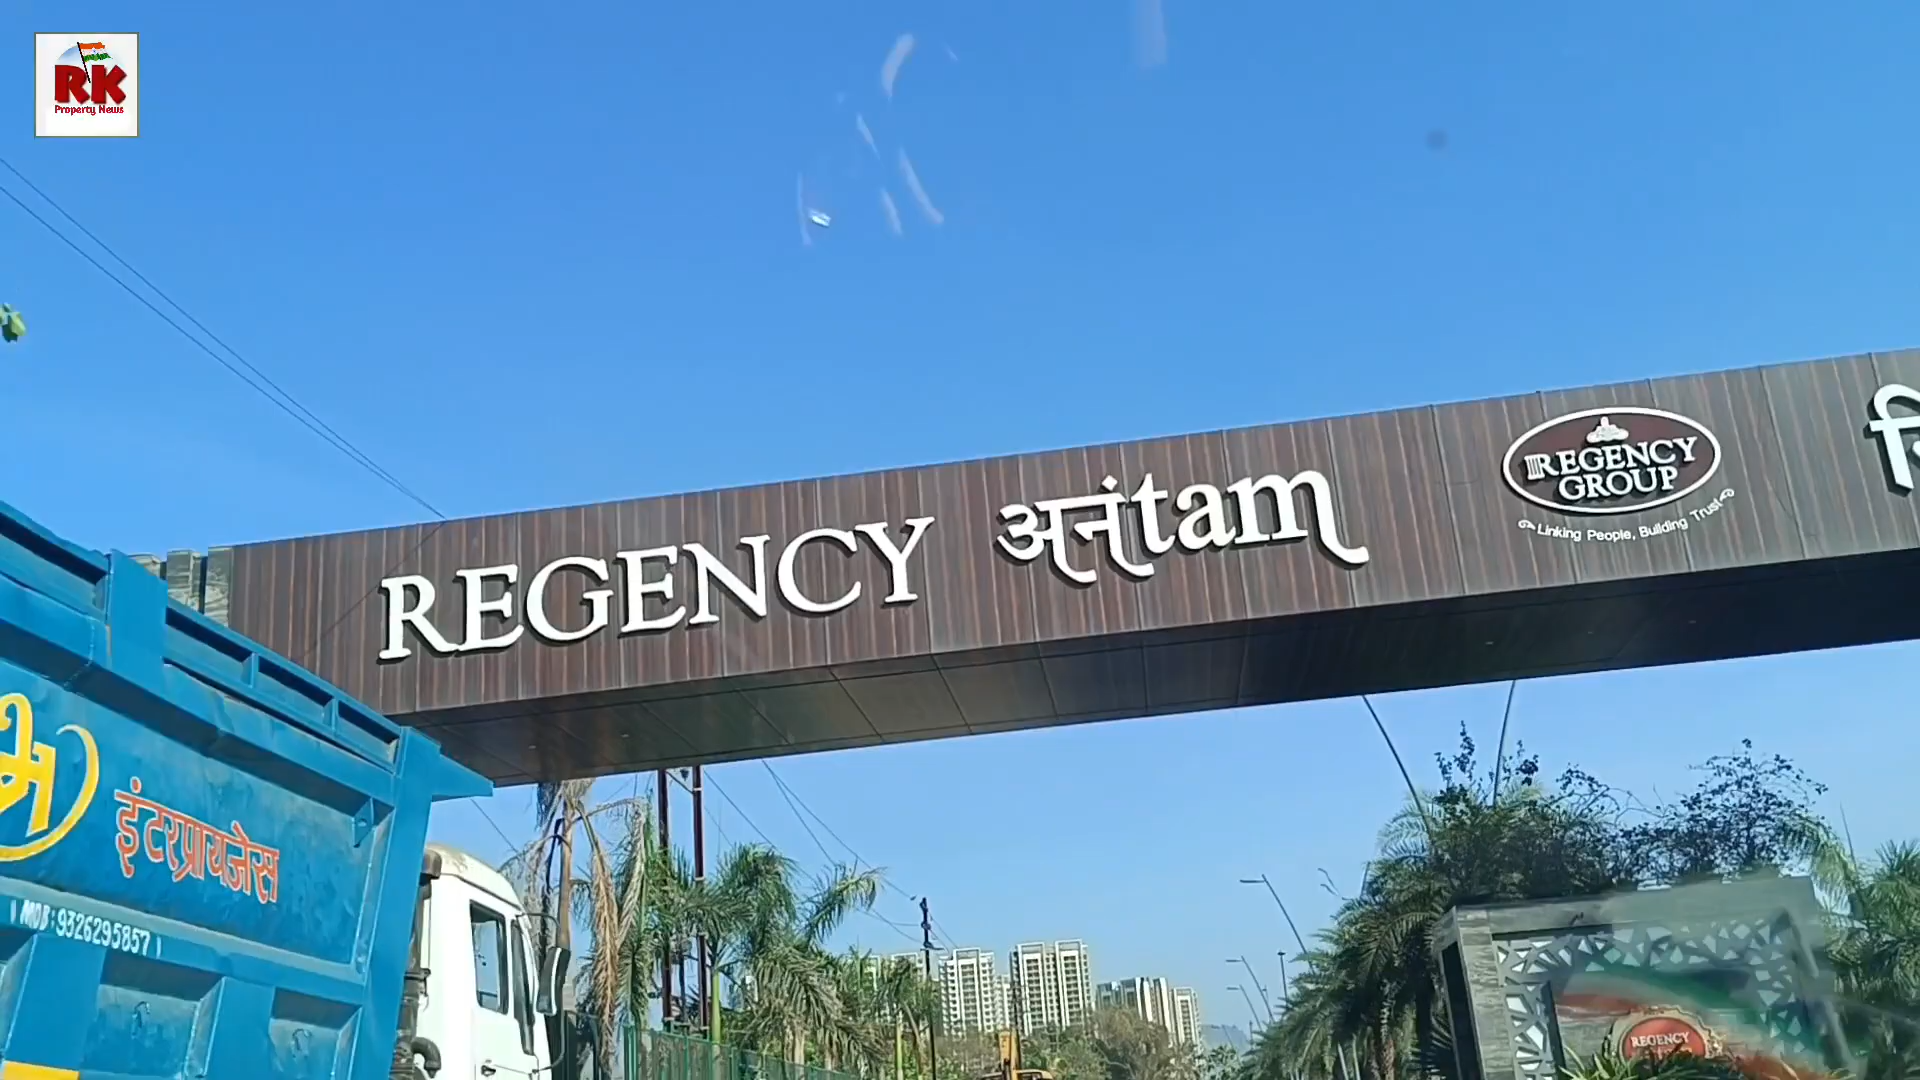 RK
Property News
REGENCY अनंtam
REGENCY
GROUP
Linking People, Building Trust
इंटरप्रायजेस
MOB:9326295857
REGENCY